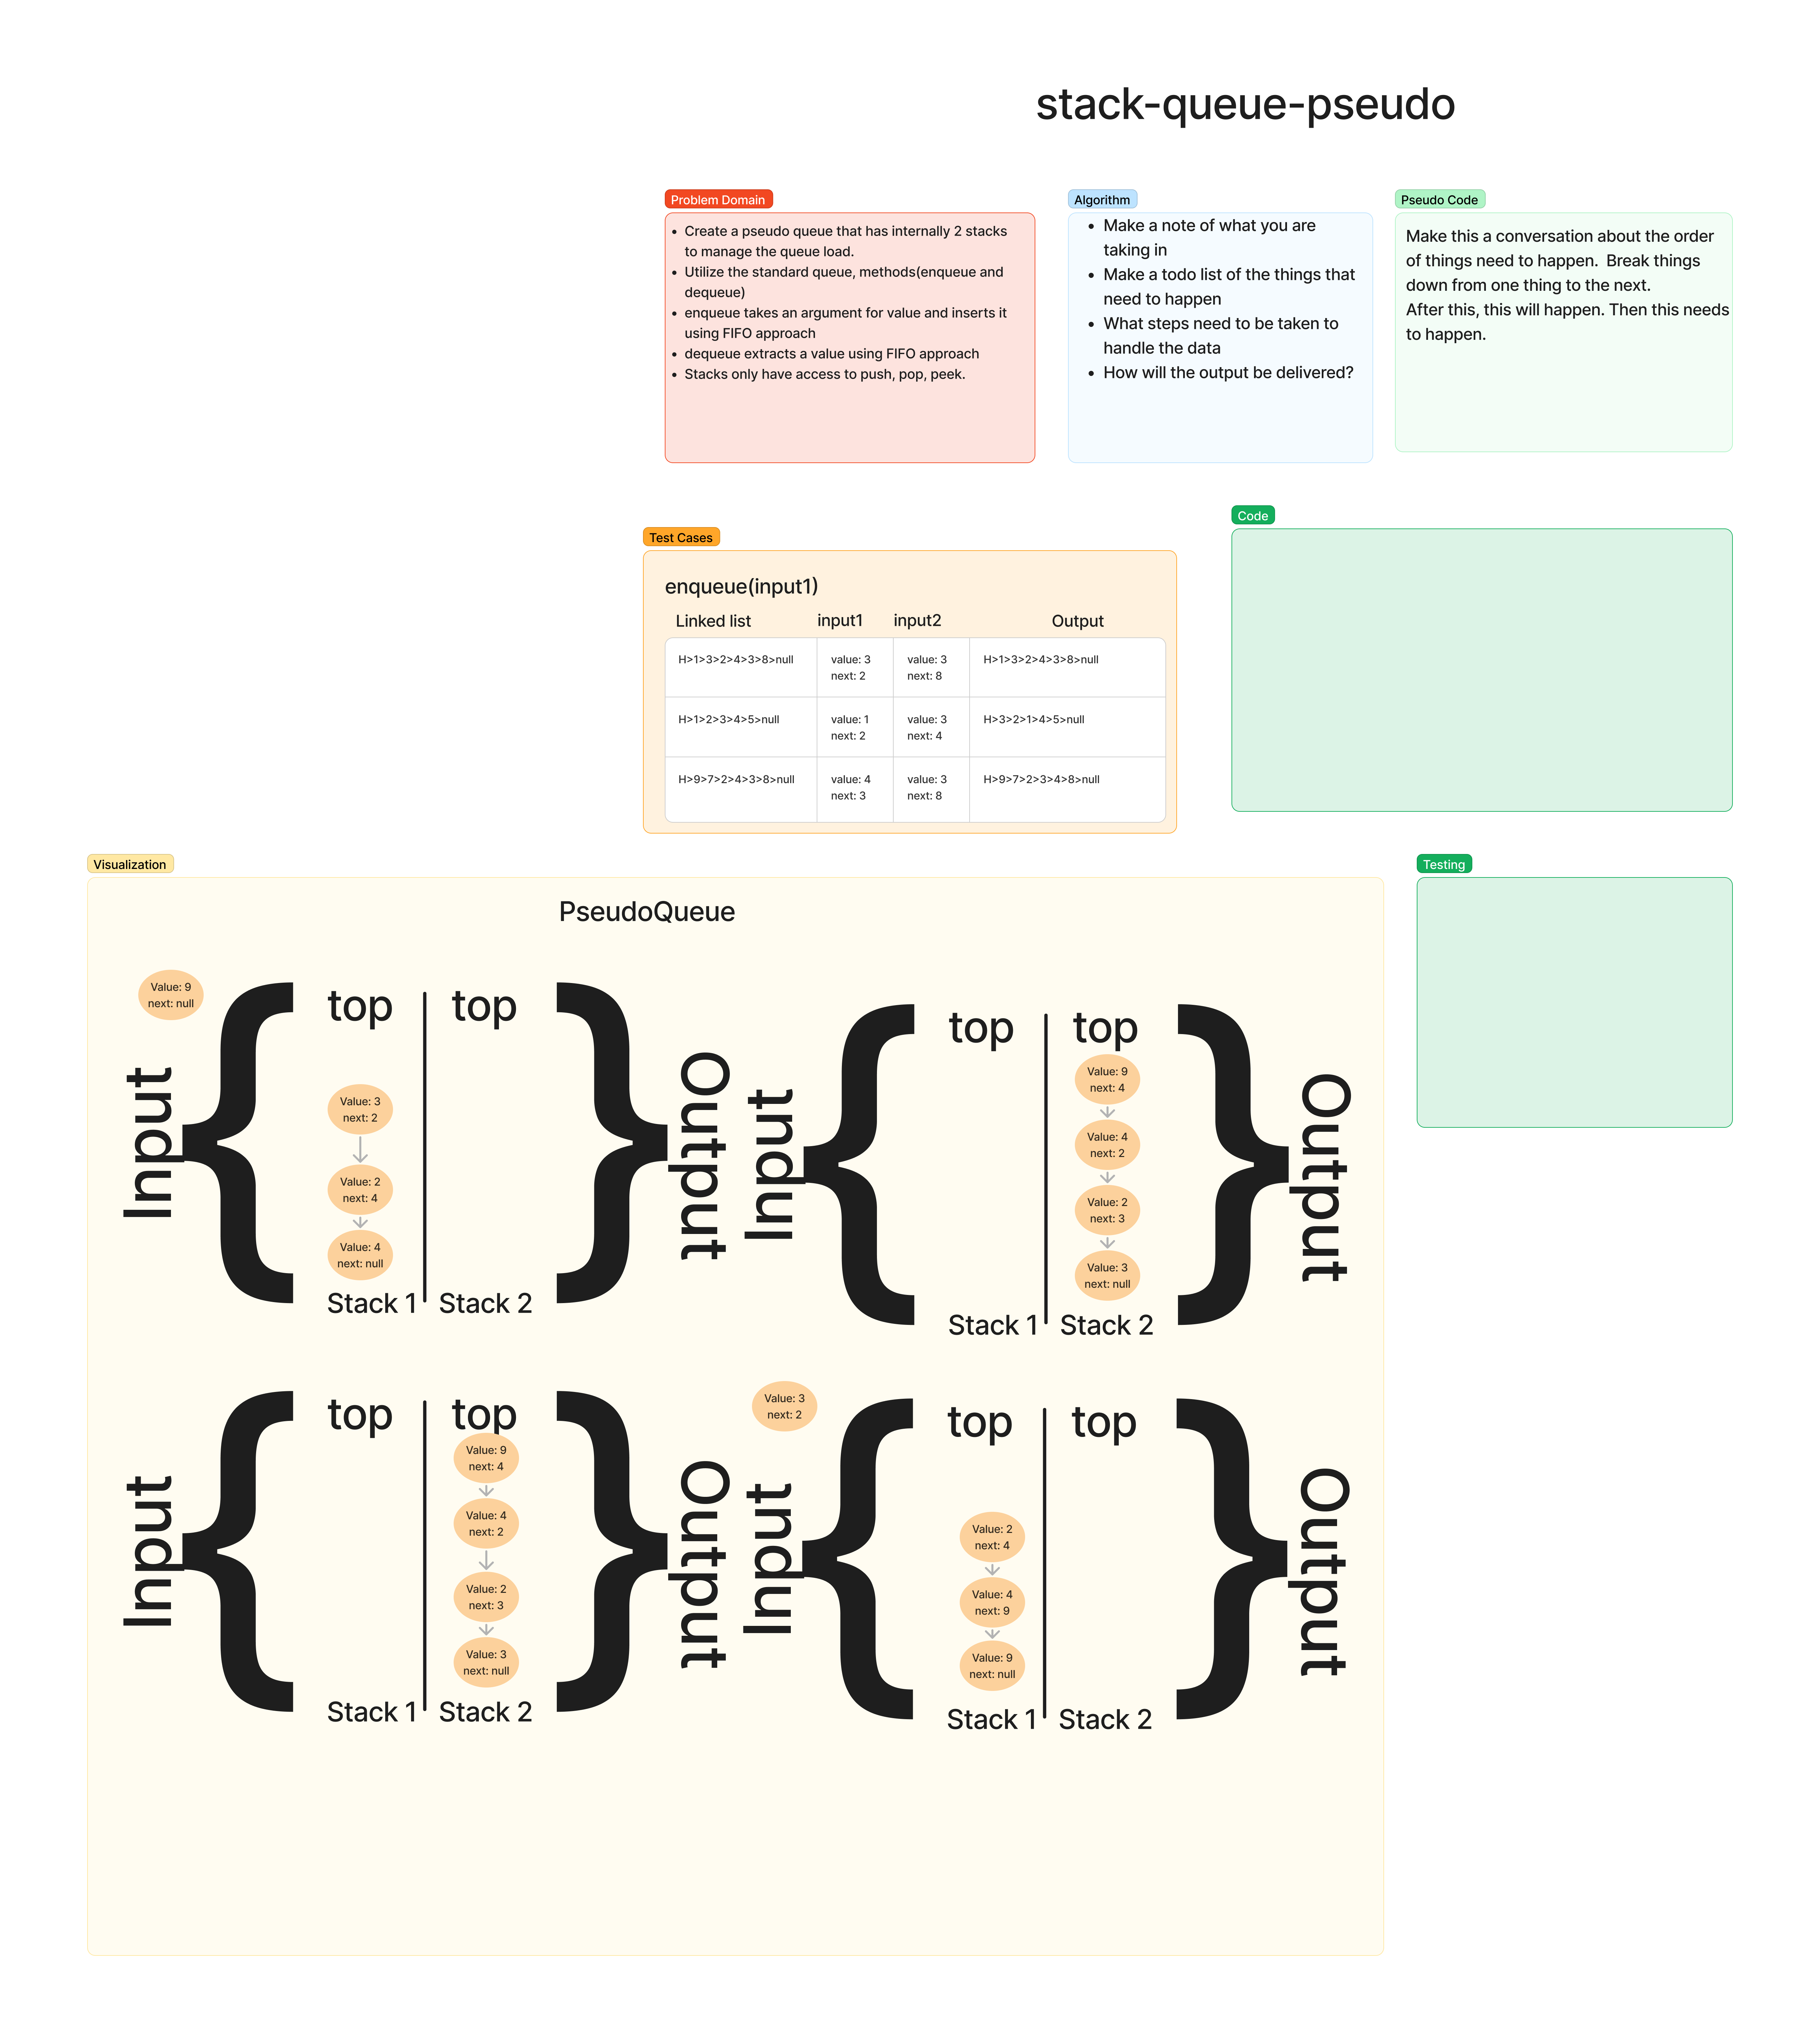 stack-queue-pseudo
Problem Domain
• Create a pseudo queue that has internally 2 stacks
to manage the queue load.
• Utilize the standard queue, methods(enqueue and
dequeue)
• enqueue takes an argument for value and inserts it
using FIFO approach
• dequeue extracts a value using FIFO approach
• Stacks only have access to push, pop, peek.
Algorithm
• Make a note of what you are
taking in
• Make a todo list of the things that
need to happen
• What steps need to be taken to
handle the data
• How will the output be delivered?
Pseudo Code
Make this a conversation about the order
of things need to happen.  Break things
down from one thing to the next.
After this, this will happen. Then this needs
to happen.
Test Cases
enqueue(input1)
Linked list input1 input2 Output
H>1>3>2>4>3>8>null
value: 3
next: 2
value: 3
next: 8
H>1>3>2>4>3>8>null
H>1>2>3>4>5>null
value: 1
next: 2
value: 3
next: 4
H>3>2>1>4>5>null
H>9>7>2>4>3>8>null
value: 4
next: 3
value: 3
next: 8
H>9>7>2>3>4>8>null
Code
Visualization
PseudoQueue
Value: 9
next: null
Input
{
top
top
Value: 3
next: 2
Value: 2
next: 4
Value: 4
next: null
Stack 1
Stack 2
}
Output
Input
{
top
top
Value: 9
next: 4
Value: 4
next: 2
Value: 2
next: 3
Value: 3
next: null
Stack 1
Stack 2
}
Output
Input
{
top
top
Value: 9
next: 4
Value: 4
next: 2
Value: 2
next: 3
Value: 3
next: null
Stack 1
Stack 2
}
Output
Value: 3
next: 2
Input
{
top
top
Value: 2
next: 4
Value: 4
next: 9
Value: 9
next: null
Stack 1
Stack 2
}
Output
Testing